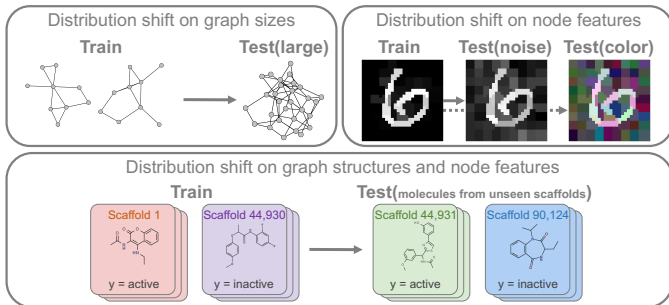 Distribution shift on graph sizes
Train
Test(large)
Distribution shift on node features
Train Test(noise) Test(color)
Distribution shift on graph structures and node features
Train
Test(molecules from unseen scaffolds)
Scaffold 1 Scaffold 44,930 Scaffold 44,931 Scaffold 90,124
y = active y = inactive y = active y = inactive